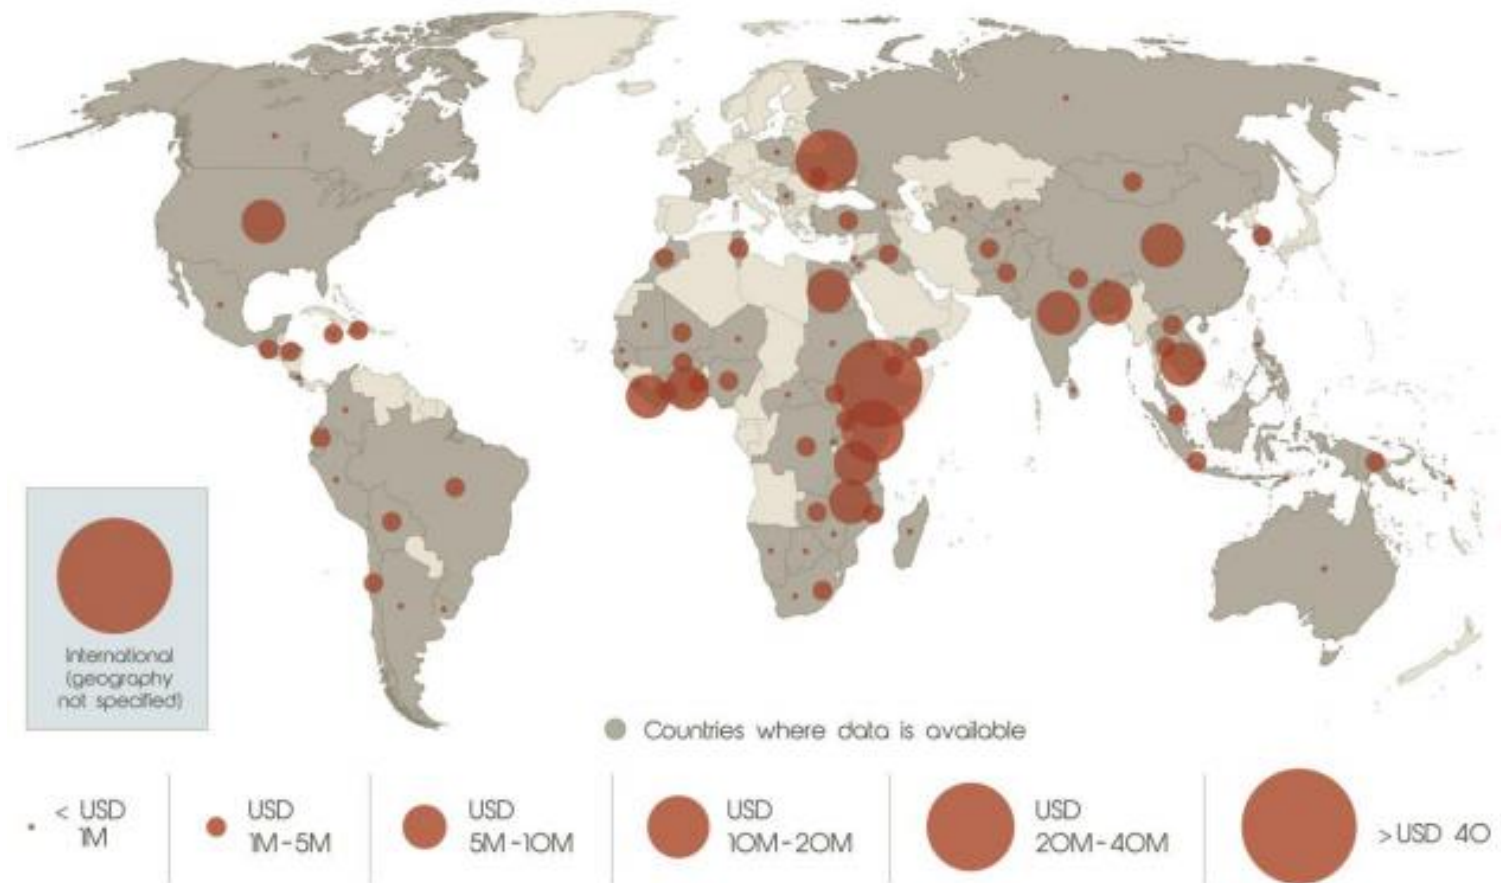 International
(geography
not specified)
Countries where data is available
< USD
1M
USD
1M-5M
USD
5M-10M
USD
10M-20M
USD
20M-40M
>USD 40